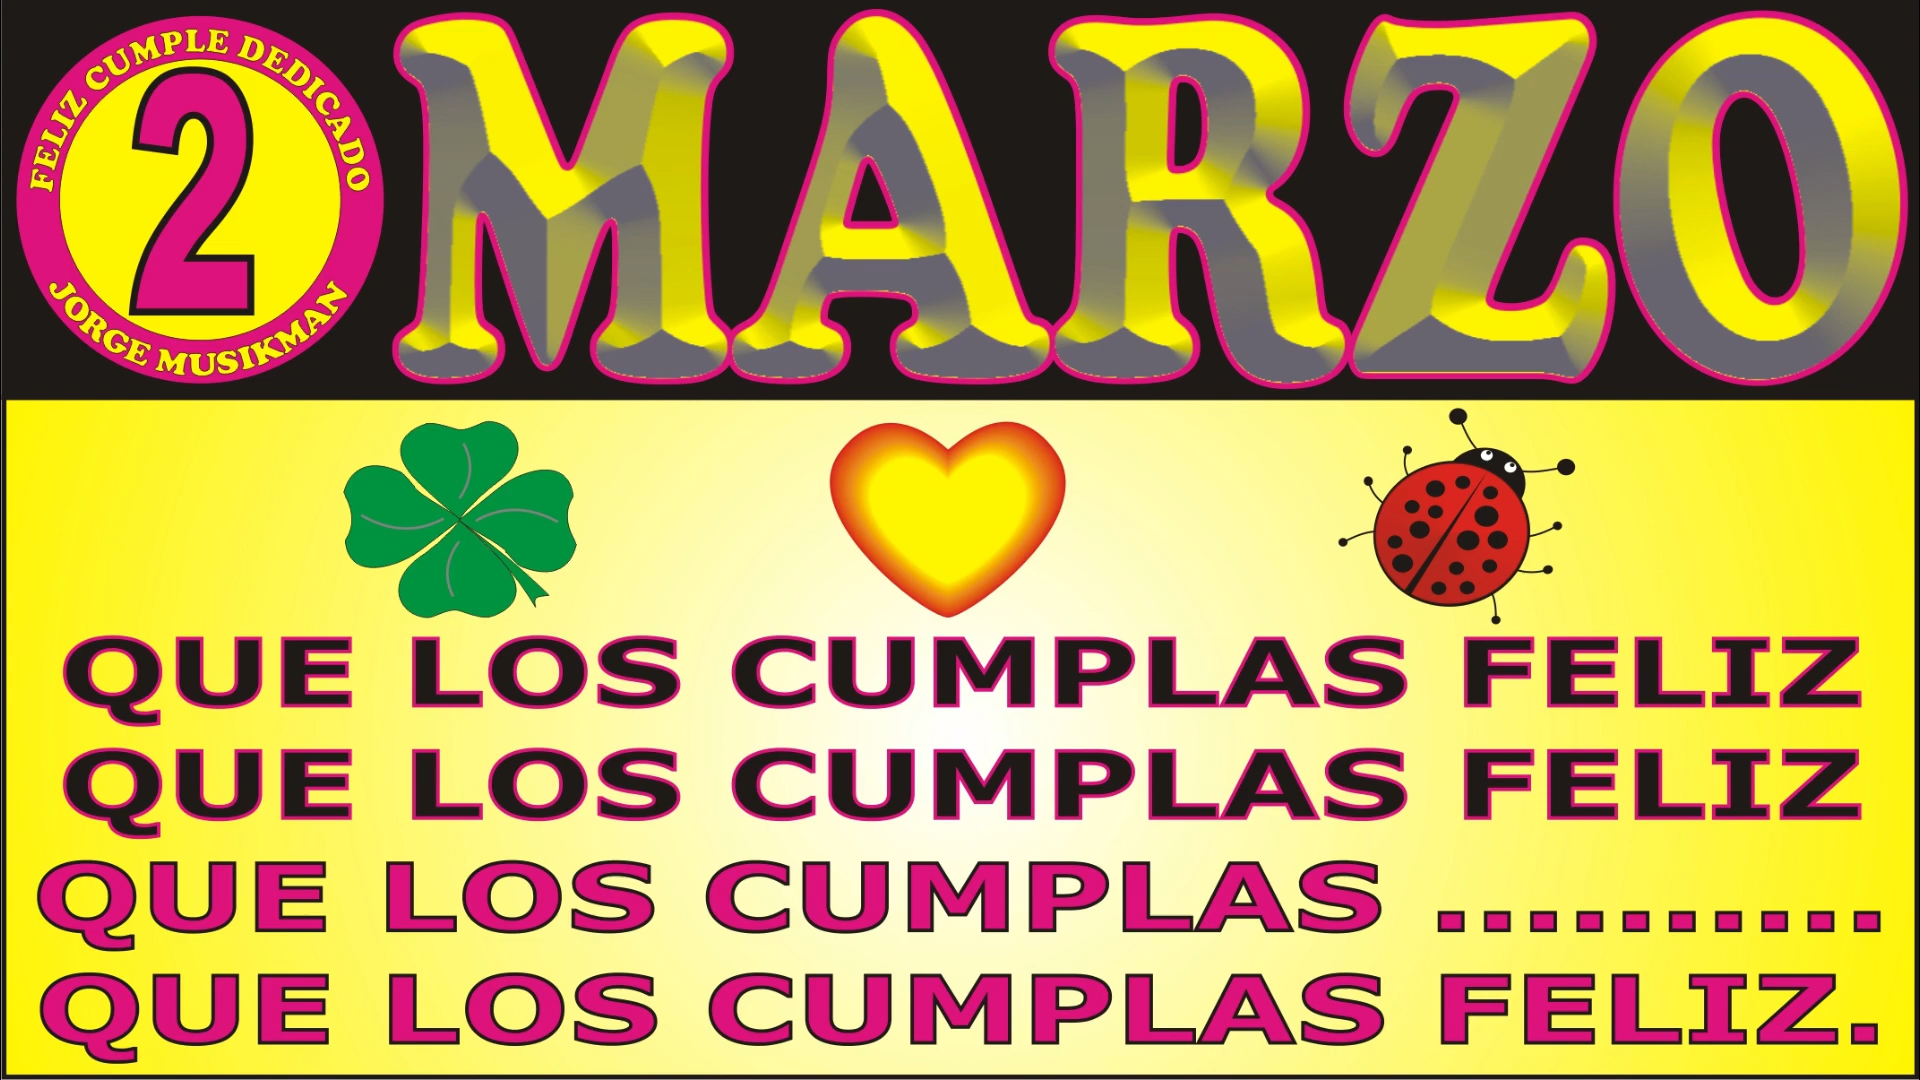 FELIZ CUMPLE DEDICADO
2
JORGE MUSIKMAN
MARZO
QUE LOS CUMPLAS FELIZ
QUE LOS CUMPLAS FELIZ
QUE LOS CUMPLAS ..........
QUE LOS CUMPLAS FELIZ.